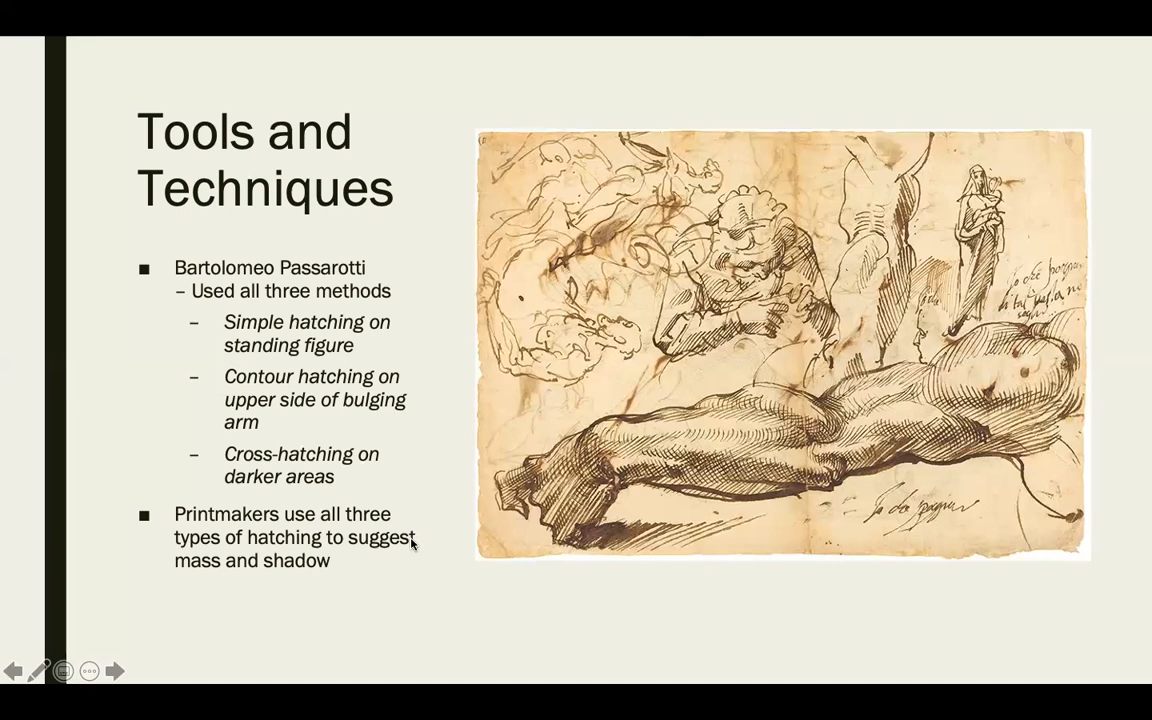 Tools and
Techniques
■ Bartolomeo Passarotti
– Used all three methods
– Simple hatching on
standing figure
– Contour hatching on
upper side of bulging
arm
– Cross-hatching on
darker areas
■ Printmakers use all three
types of hatching to suggest
mass and shadow